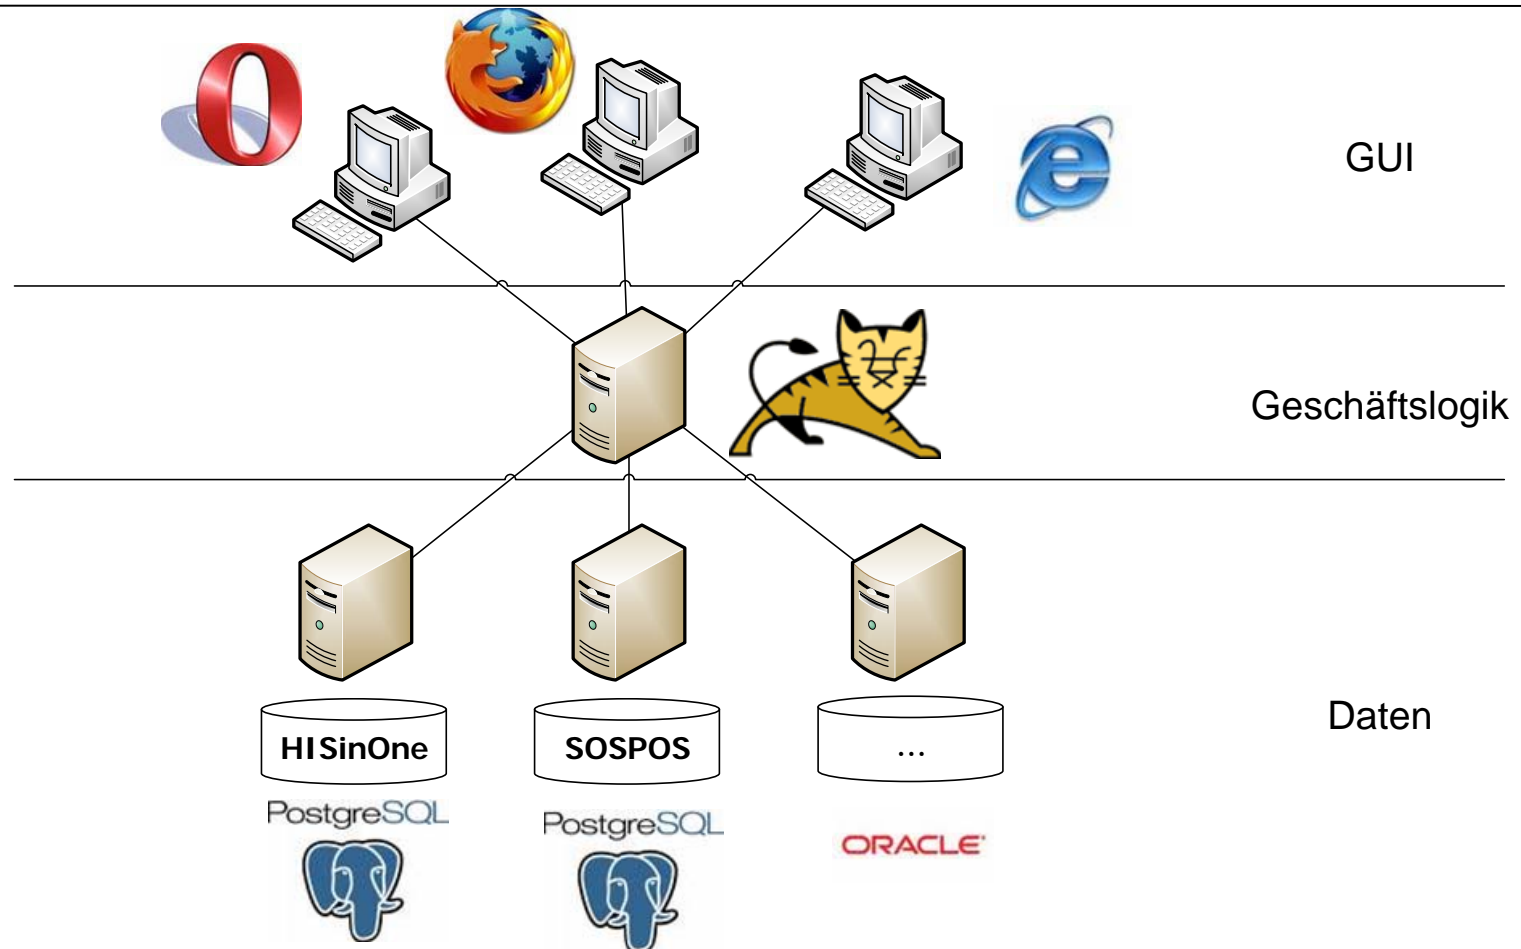 GUI
Geschäftslogik
HISinOne
SOSPOS
...
Daten
PostgreSQL
PostgreSQL
ORACLE